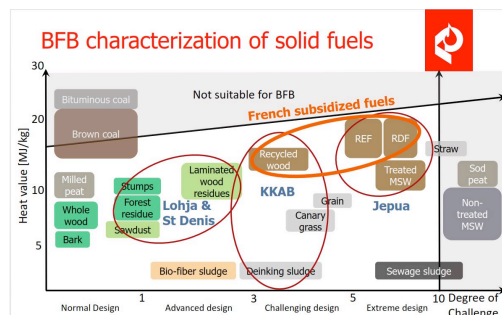 BFB characterization of solid fuels
30
Not suitable for BFB
Bituminous coal
French subsidized fuels
20
Brown coal
REF
RDF
Straw
Heat value [MJ/kg]
Recycled
wood
Laminated
wood
residues
Treated
MSW
Sod
peat
Milled
peat
Stumps
KKAB
10
Forest
residue
Lohja &
St Denis
Jepua
Grain
Whole
wood
Canary
grass
Non-
treated
MSW
Sawdust
Bark
5
Bio-fiber sludge
Deinking sludge
Sewage sludge
1
3
5
10
Degree of
Challenge
Normal Design
Advanced design
Challenging design
Extreme design